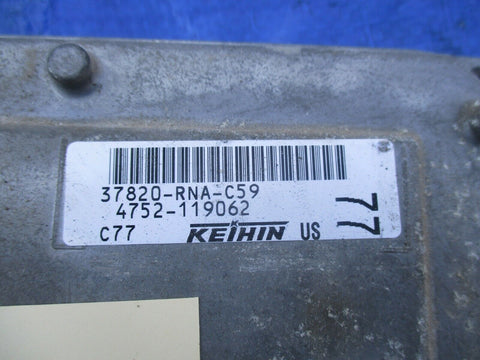 37820-RNA-C59
4752-119062
C77 KEIHIN US
77